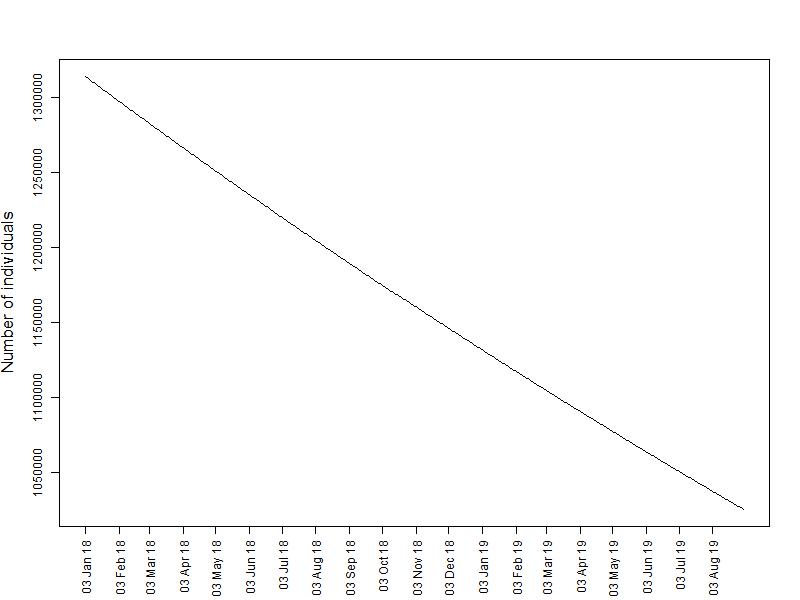 Number of individuals
1300000
1250000
1200000
1150000
1100000
1050000
03 Jan 18
03 Feb 18
03 Mar 18
03 Apr 18
03 May 18
03 Jun 18
03 Jul 18
03 Aug 18
03 Sep 18
03 Oct 18
03 Nov 18
03 Dec 18
03 Jan 19
03 Feb 19
03 Mar 19
03 Apr 19
03 May 19
03 Jun 19
03 Jul 19
03 Aug 19